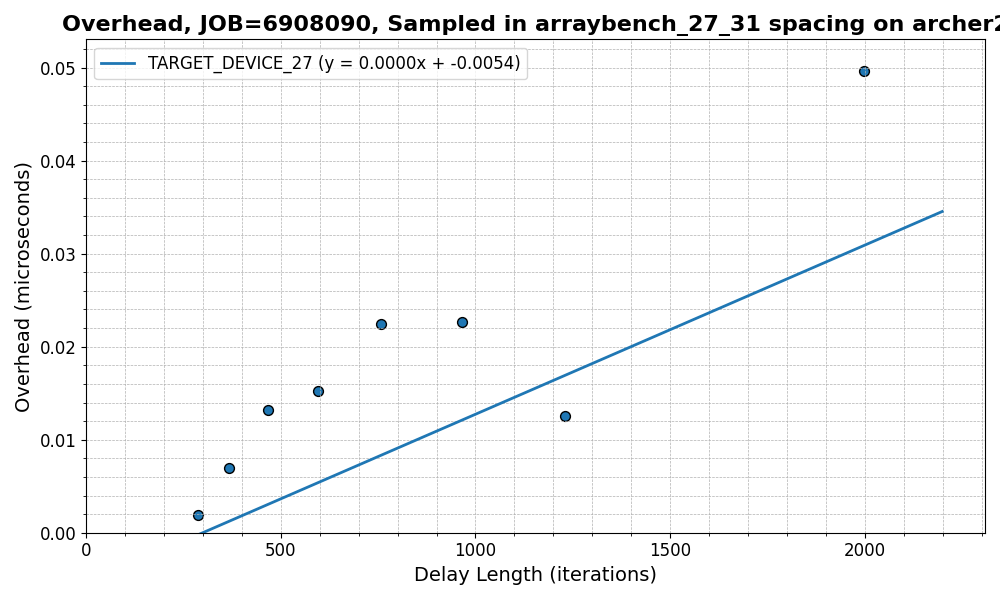 Overhead, JOB=6908090, Sampled in arraybench_27_31 spacing on archer2
TARGET_DEVICE_27 (y = 0.0000x + -0.0054)
Overhead (microseconds)
0.05
0.04
0.03
0.02
0.01
0.00
0 500 1000 1500 2000
Delay Length (iterations)